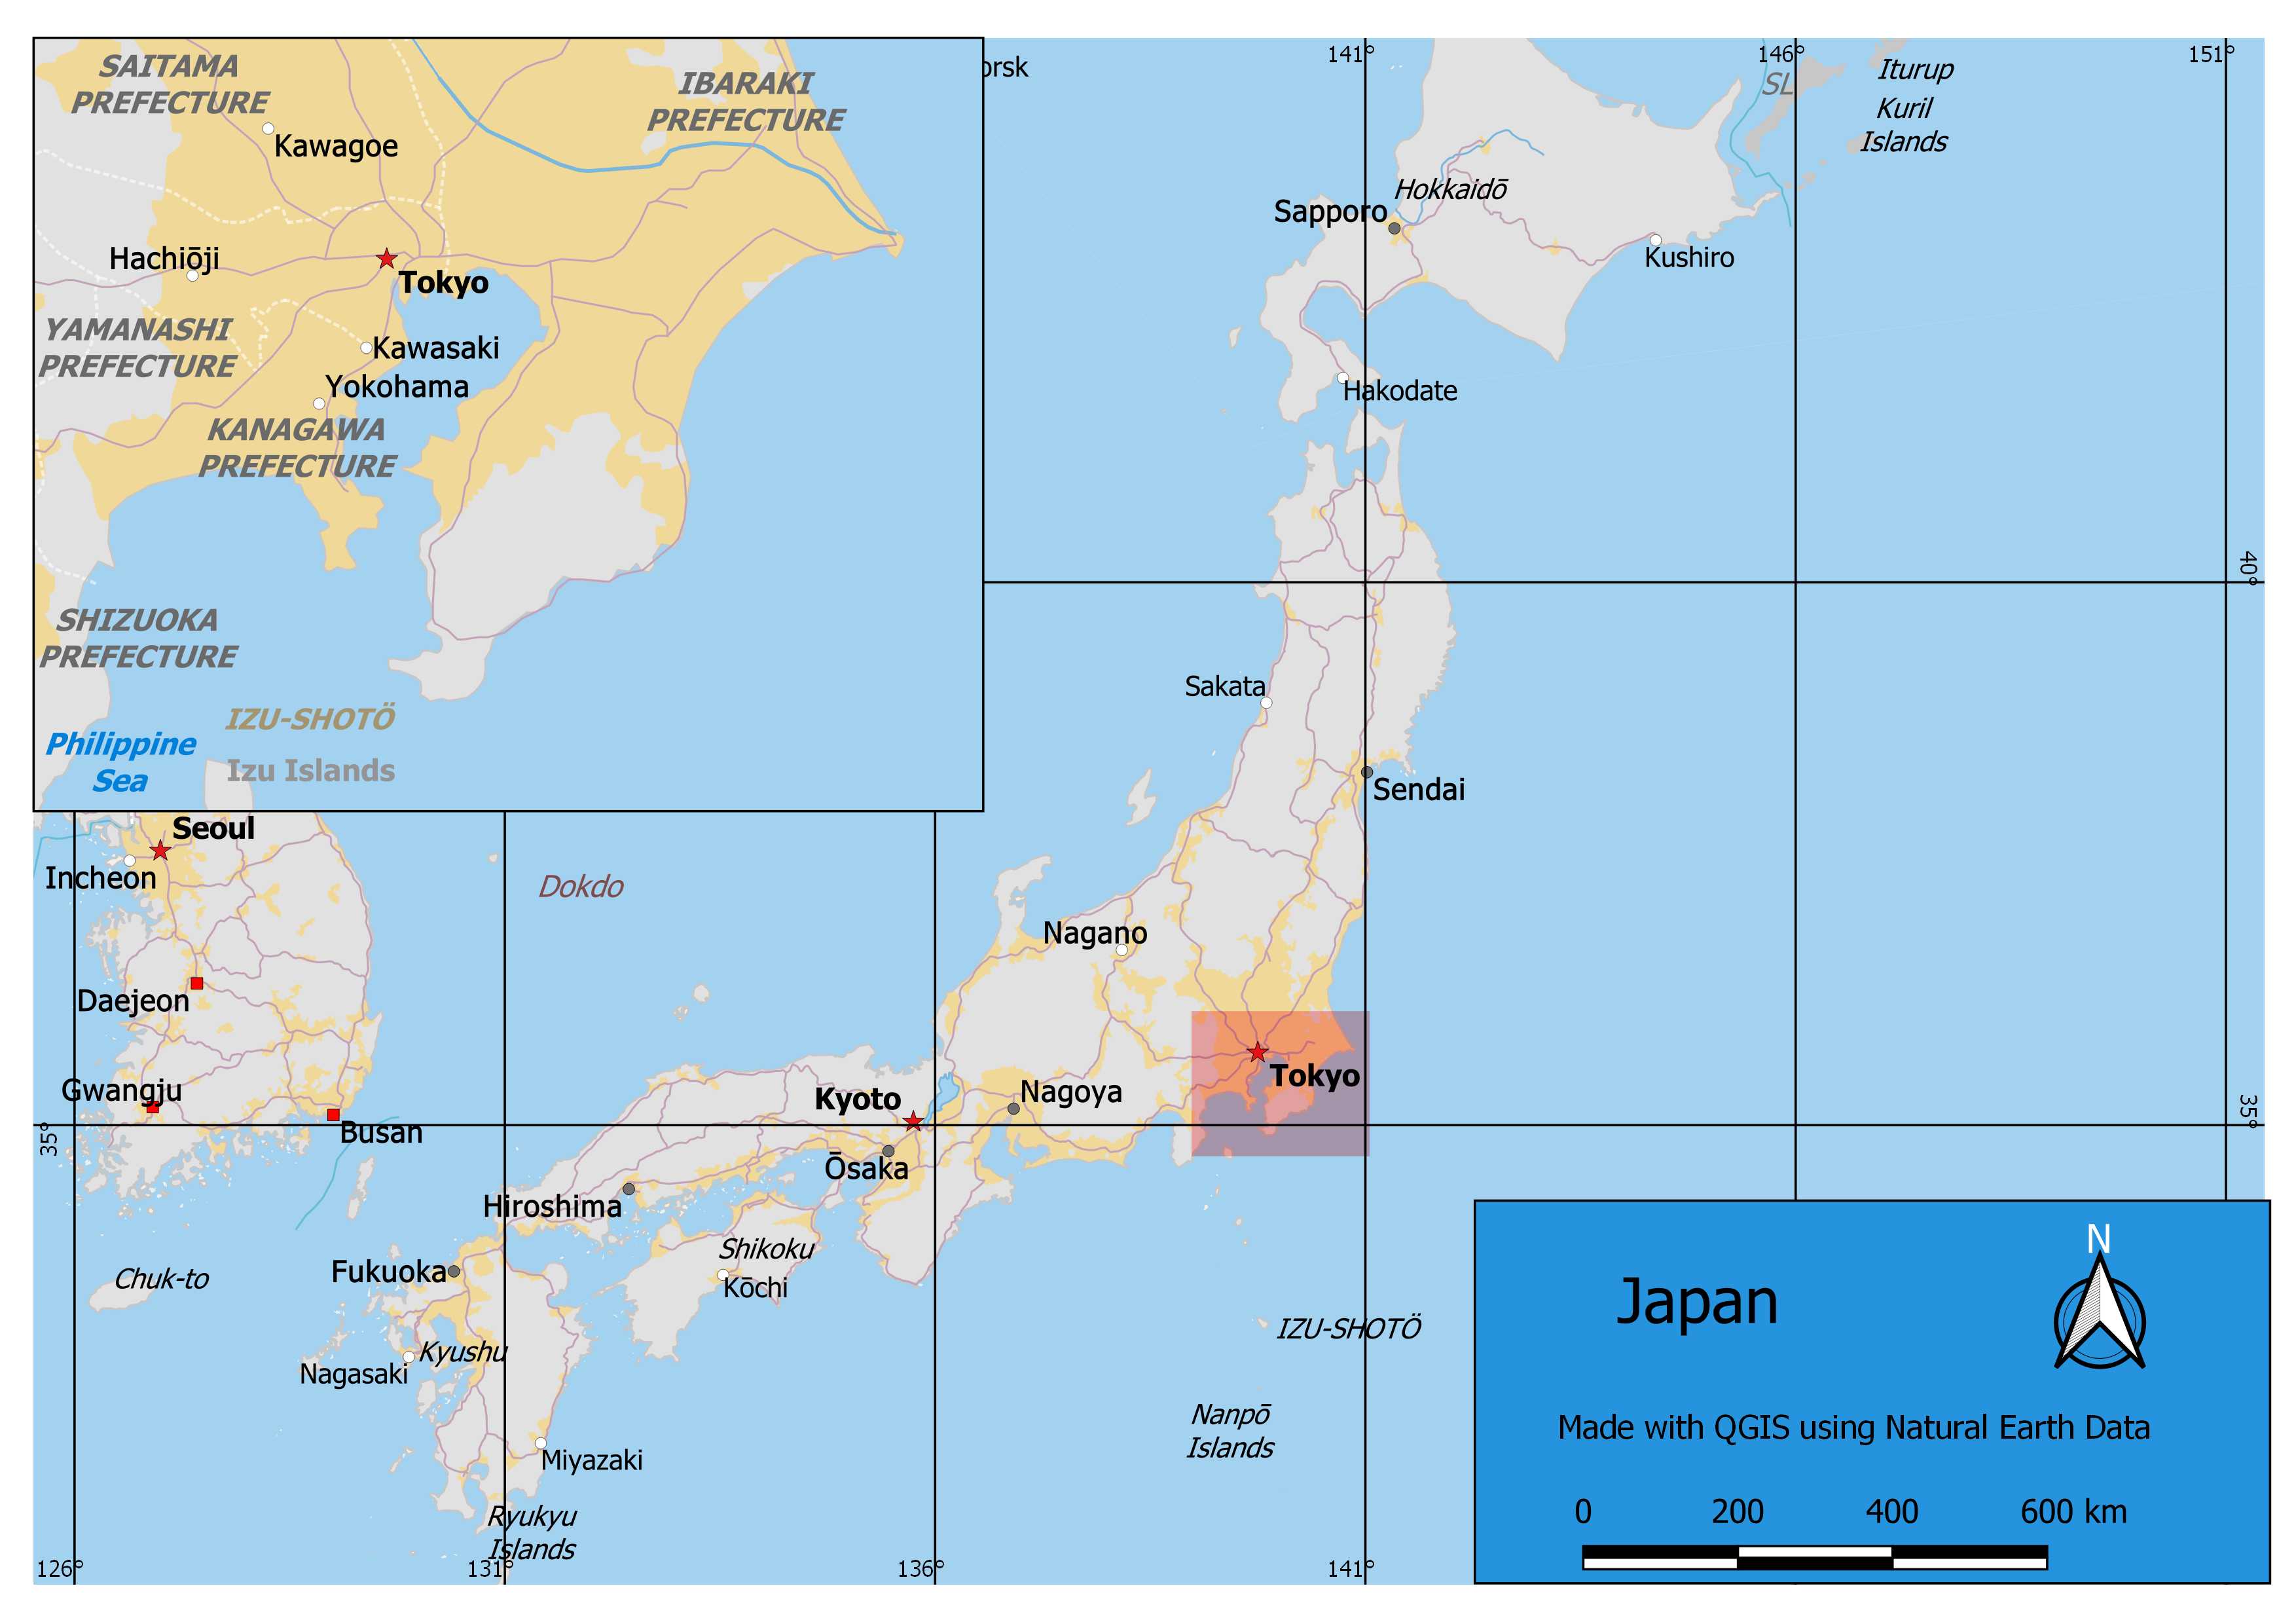 SAITAMA
PREFECTURE
IBARAKI
PREFECTURE
Kawagoe
Hachiōji
Tokyo
YAMANASHI
PREFECTURE
Kawasaki
Yokohama
KANAGAWA
PREFECTURE
SHIZUOKA
PREFECTURE
IZU-SHOTÖ
Philippine
Sea
Izu Islands
orsk
141°
146°
151°
SL
Iturup
Kuril
Islands
Hokkaidō
Sapporo
Kushiro
Hakodate
40°
Sakata
Sendai
Seoul
Incheon
Dokdo
Nagano
Daejeon
Tokyo
Gwangju
Kyoto
Nagoya
35°
Busan
35°
Ōsaka
Hiroshima
Shikoku
Fukuoka
Chuk-to
Kōchi
IZU-SHOTÖ
Kyushu
Nagasaki
Nanpō
Islands
Miyazaki
Ryukyu
Islands
126°
131°
136°
141°
N
Japan
Made with QGIS using Natural Earth Data
0 200 400 600 km